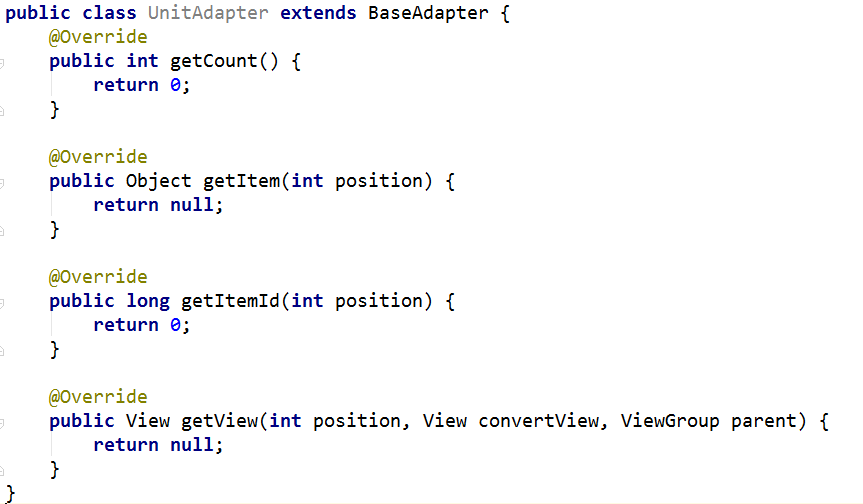 public class UnitAdapter extends BaseAdapter {
    @Override
    public int getCount() {
        return 0;
    }

    @Override
    public Object getItem(int position) {
        return null;
    }

    @Override
    public long getItemId(int position) {
        return 0;
    }

    @Override
    public View getView(int position, View convertView, ViewGroup parent) {
        return null;
    }
}